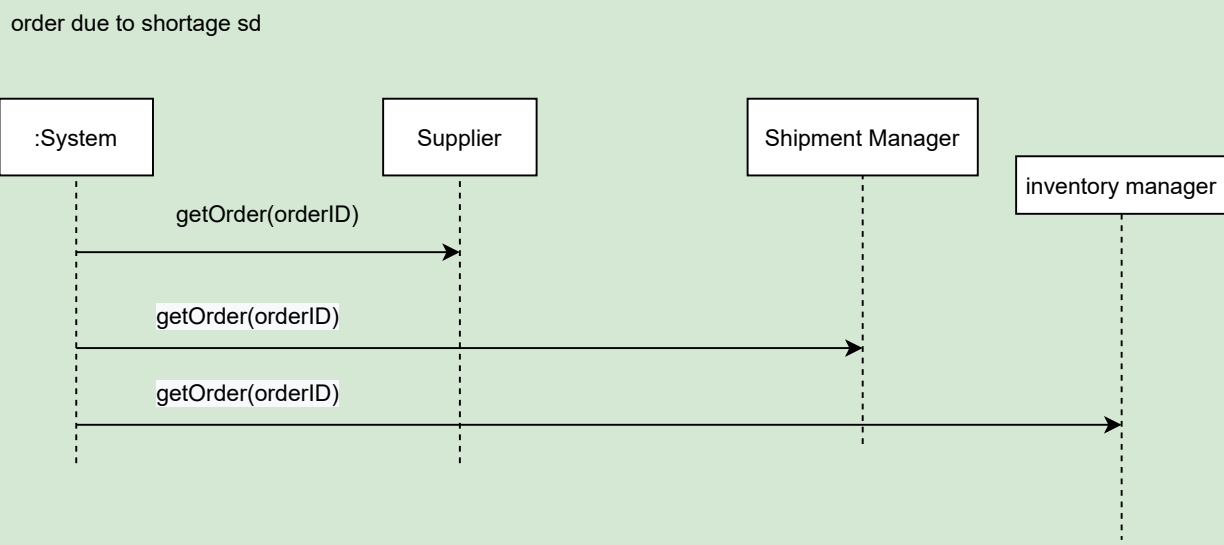 order due to shortage sd
:System
Supplier
Shipment Manager
inventory manager
getOrder(orderID)
getOrder(orderID)
getOrder(orderID)